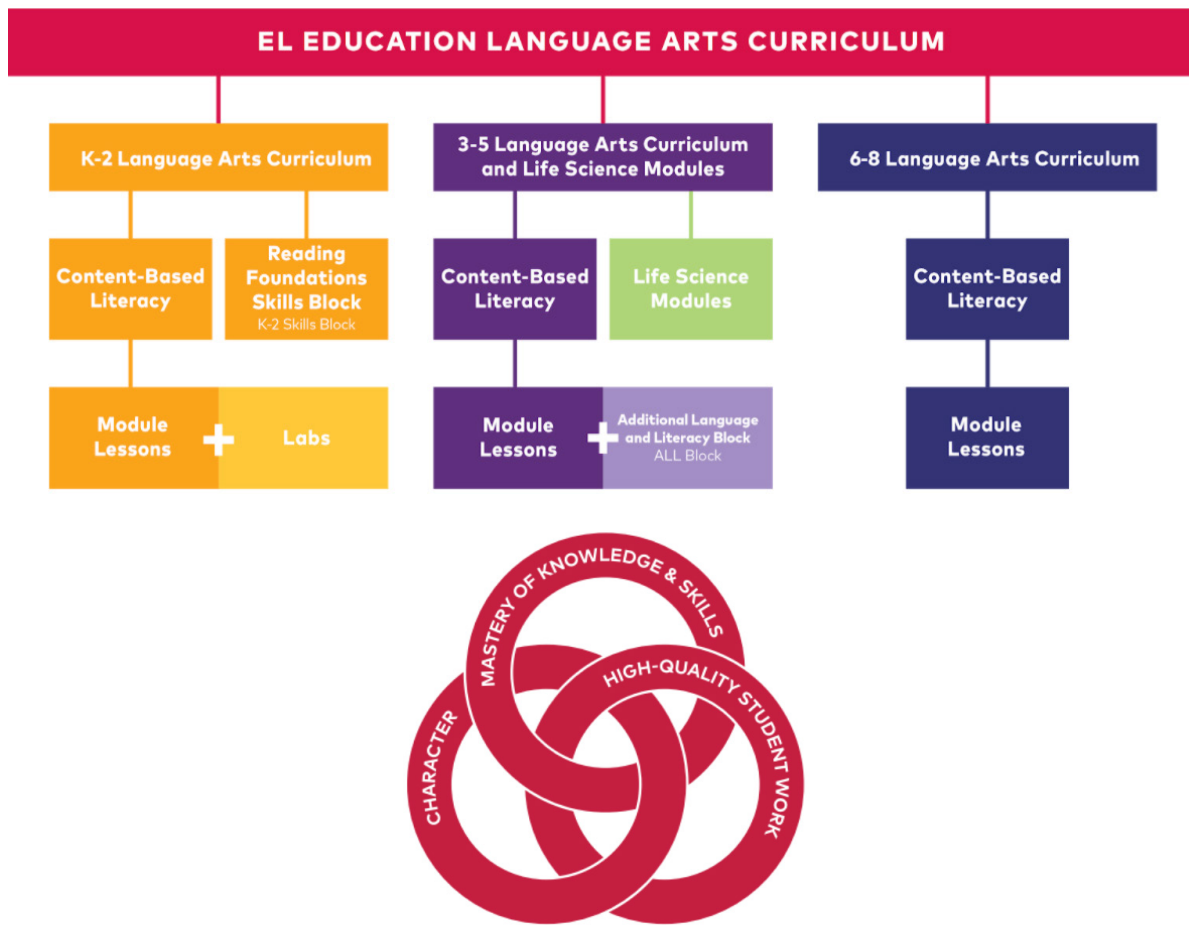 EL EDUCATION LANGUAGE ARTS CURRICULUM
K-2 Language Arts Curriculum
3-5 Language Arts Curriculum
and Life Science Modules
6-8 Language Arts Curriculum
Content-Based
Literacy
Reading
Foundations
Skills Block
K-2 Skills Block
Content-Based
Literacy
Life Science
Modules
Content-Based
Literacy
Module
Lessons
+
Labs
Module
Lessons
+
Additional Language
and Literacy Block
ALL Block
Module
Lessons
MASTERY OF KNOWLEDGE & SKILLS
CHARACTER
HIGH-QUALITY STUDENT WORK